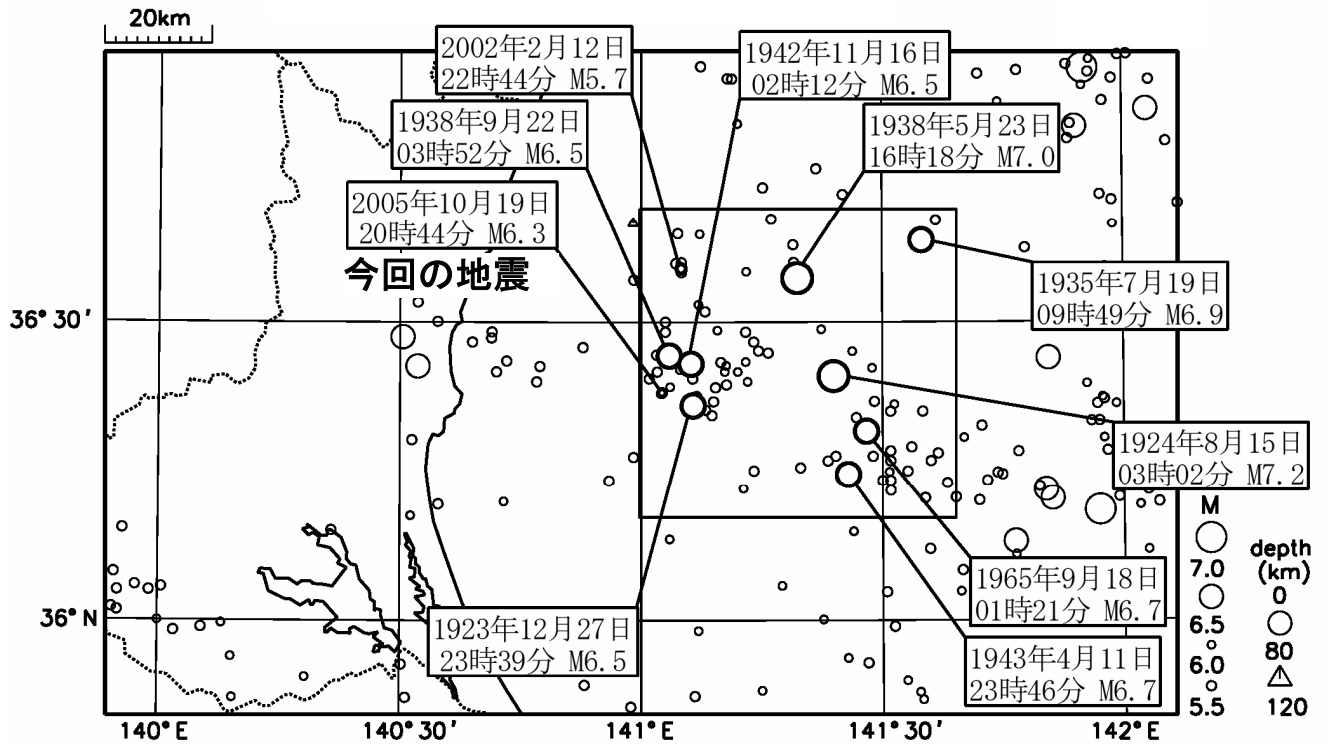 20km
2002年2月12日
22時44分 M5.7
1942年11月16日
02時12分 M6.5
1938年9月22日
03時52分 M6.5
1938年5月23日
16時18分 M7.0
2005年10月19日
20時44分 M6.3
今回の地震
1935年7月19日
09時49分 M6.9
36° 30'
1924年8月15日
03時02分 M7.2
M
7.0
6.5
6.0
5.5
depth
(km)
0
80
120
1965年9月18日
01時21分 M6.7
36° N
1923年12月27日
23時39分 M6.5
1943年4月11日
23時46分 M6.7
140°E
140°30'
141°E
141°30'
142°E